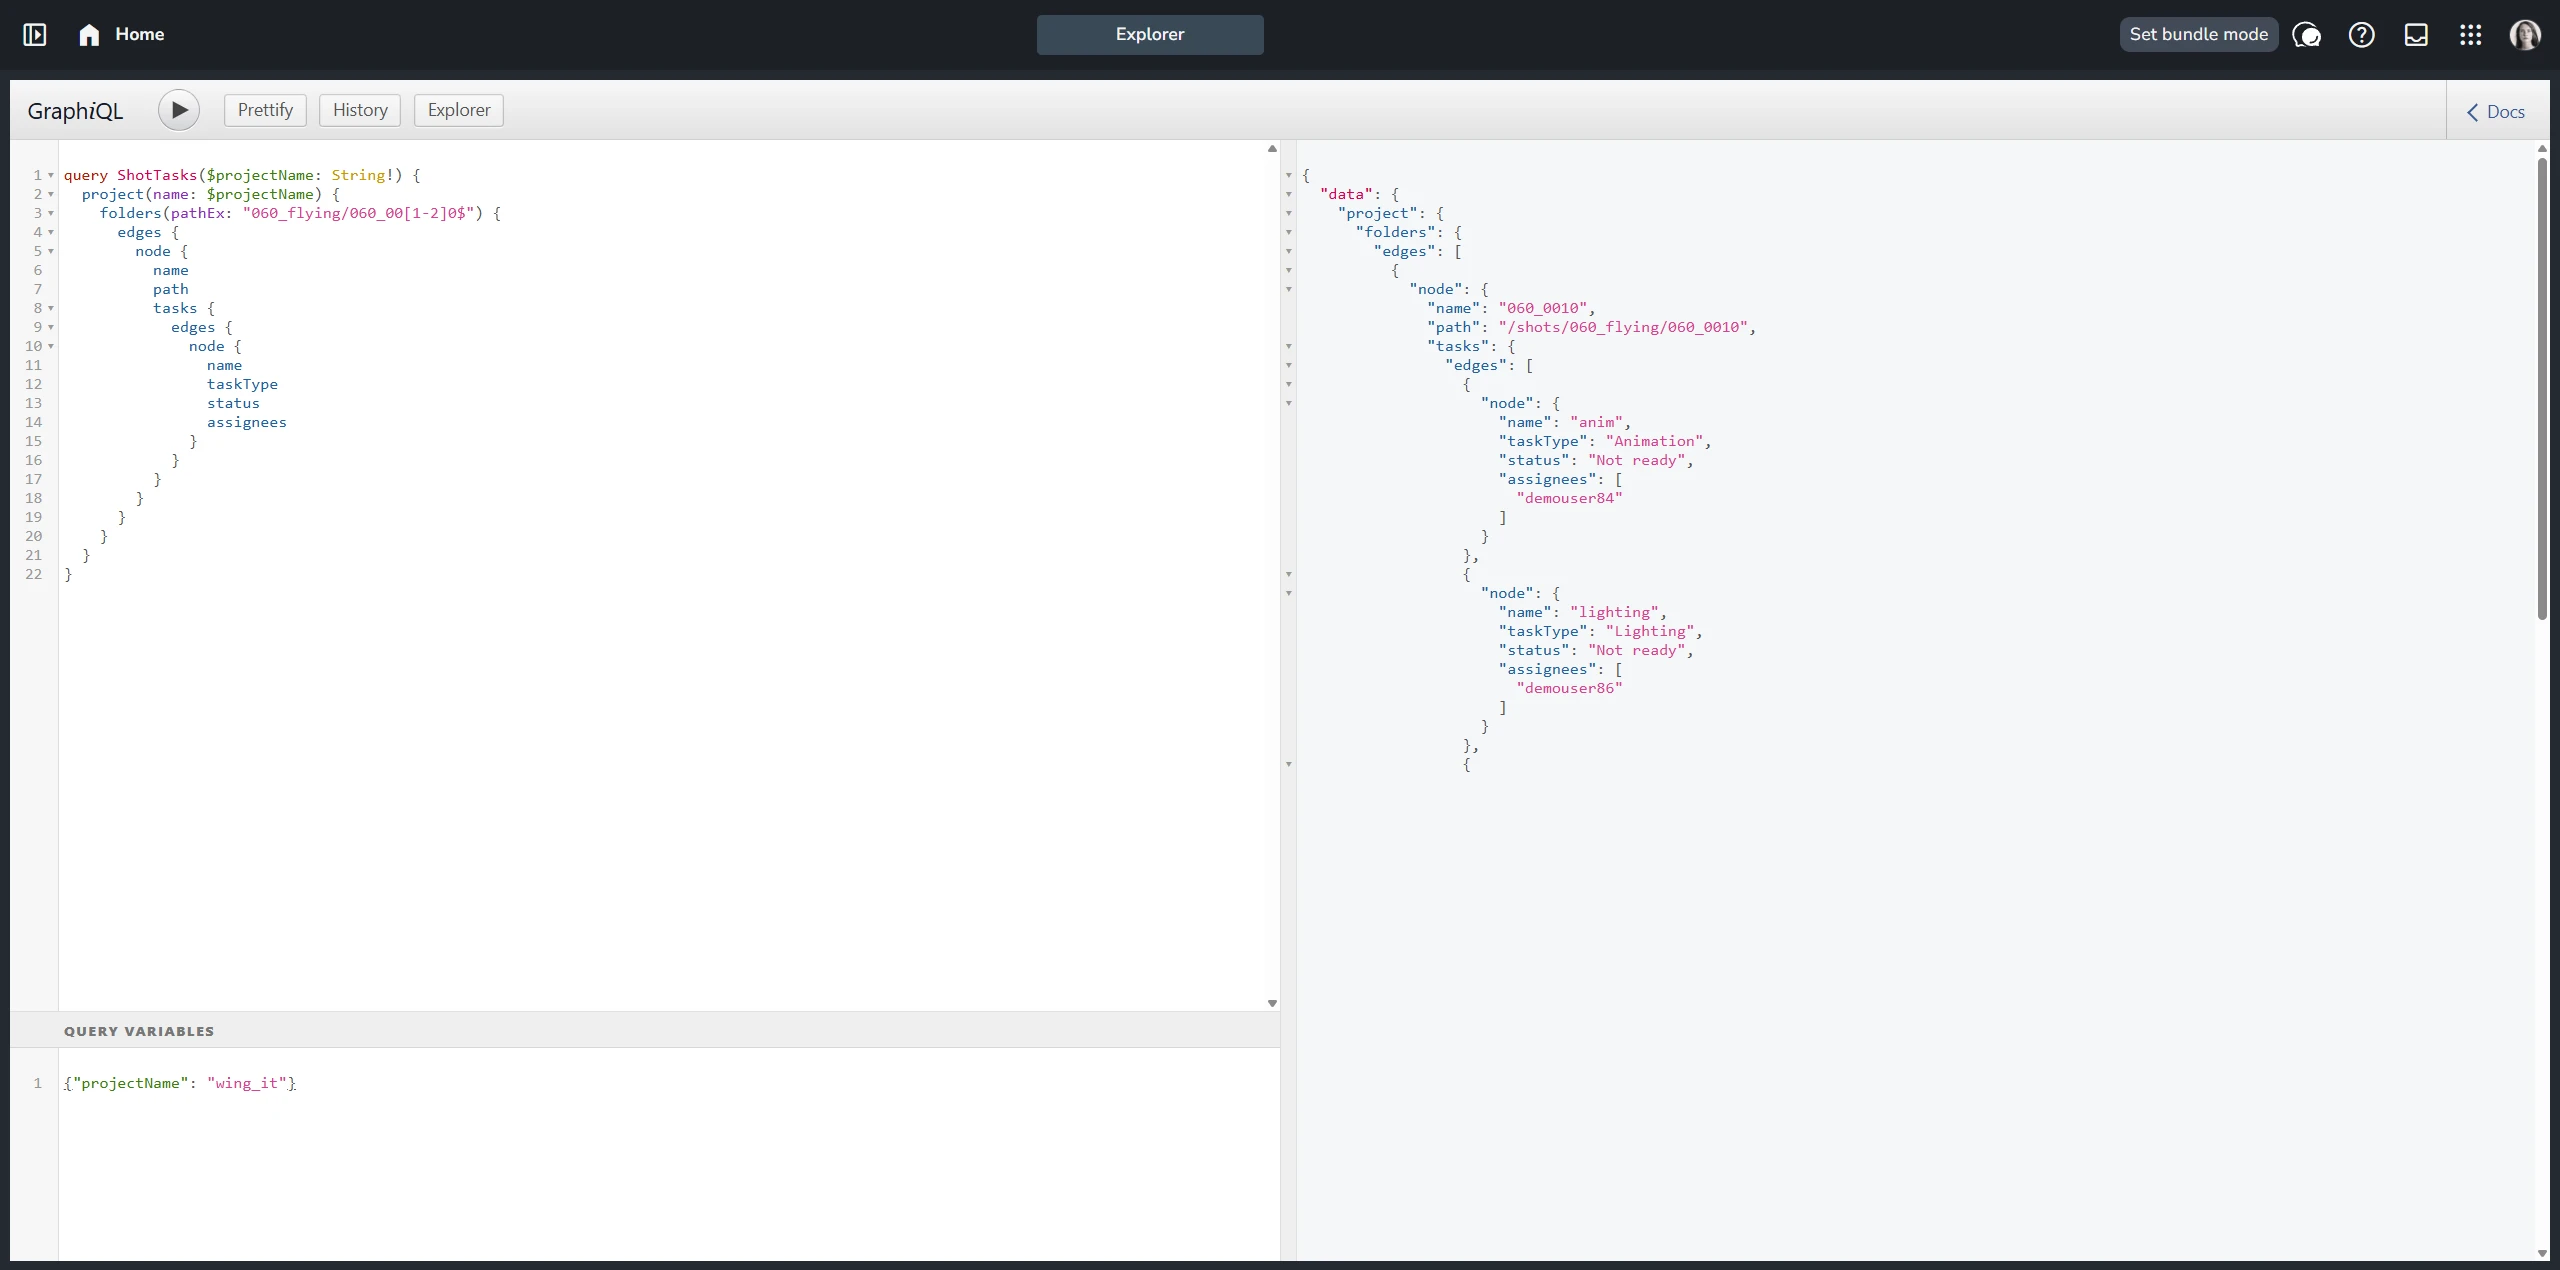 Home
Explorer
Set bundle mode
GraphiQL
Prettify
History
Explorer
Docs
1 query ShotTasks($projectName: String!) {
2   project(name: $projectName) {
3     folders(pathEx: "060_flying/060_00[1-2]0$") {
4       edges {
5         node {
6           name
7           path
8           tasks {
9             edges {
10               node {
11                 name
12                 taskType
13                 status
14                 assignees
15               }
16             }
17           }
18         }
19       }
20     }
21   }
22 }
QUERY VARIABLES
1 {"projectName": "wing_it"}
{
  "data": {
    "project": {
      "folders": {
        "edges": [
          {
            "node": {
              "name": "060_0010",
              "path": "/shots/060_flying/060_0010",
              "tasks": {
                "edges": [
                  {
                    "node": {
                      "name": "anim",
                      "taskType": "Animation",
                      "status": "Not ready",
                      "assignees": [
                        "demouser84"
                      ]
                    }
                  },
                  {
                    "node": {
                      "name": "lighting",
                      "taskType": "Lighting",
                      "status": "Not ready",
                      "assignees": [
                        "demouser86"
                      ]
                    }
                  },
                  {